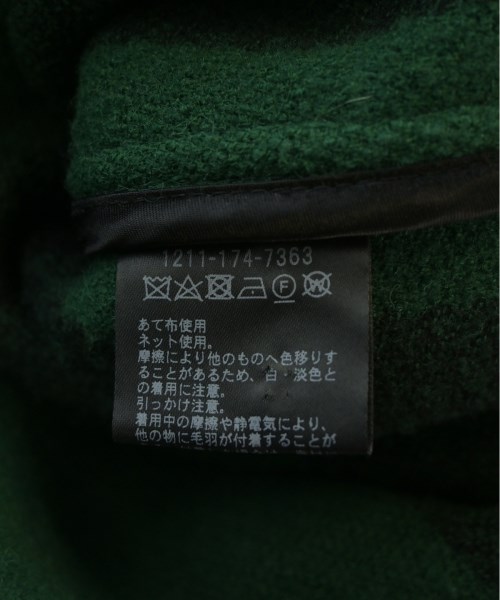 1211-174-7363
あて布使用
ネット使用。
摩擦により他のものへ色移りす
ることがあるため、白・淡色と
の着用に注意。
引っかけ注意。
着用中の摩擦や静電気により、
他の物に毛羽が付着することが